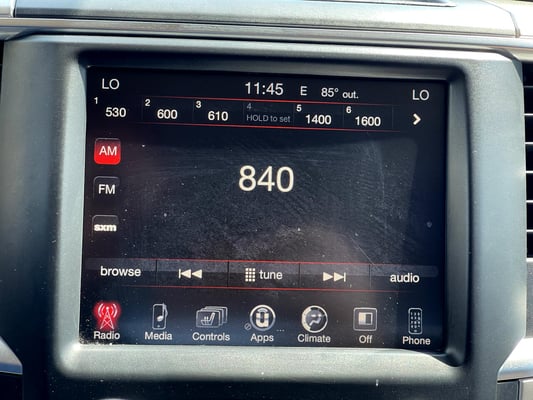 LO 11:45 E 85° out. LO
1 530 2 600 3 610 4 HOLD to set 5 1400 6 1600
AM
840
FM
sxm
browse tune audio
Radio Media Controls Apps Climate Off Phone